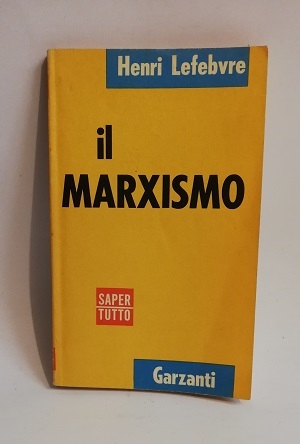 Henri Lefebvre
il
MARXISMO
SAPER
TUTTO
Garzanti